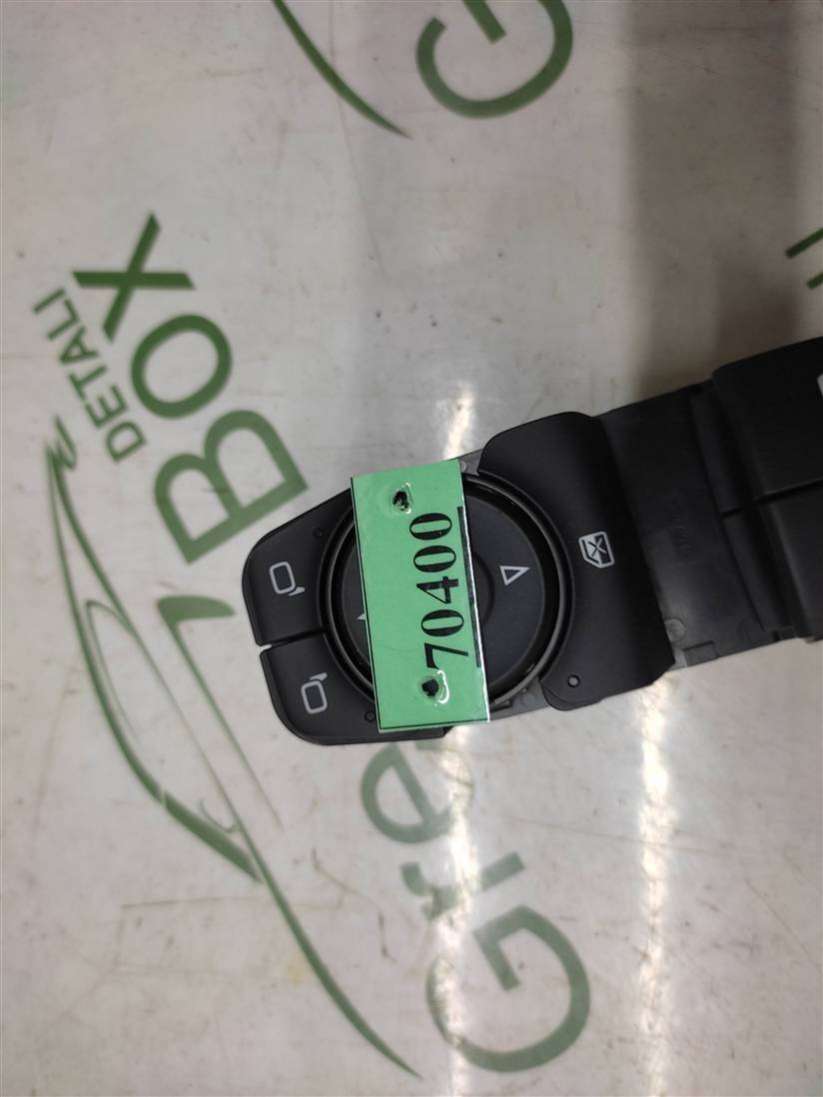 DETALI
BOX
70400
Gre
G